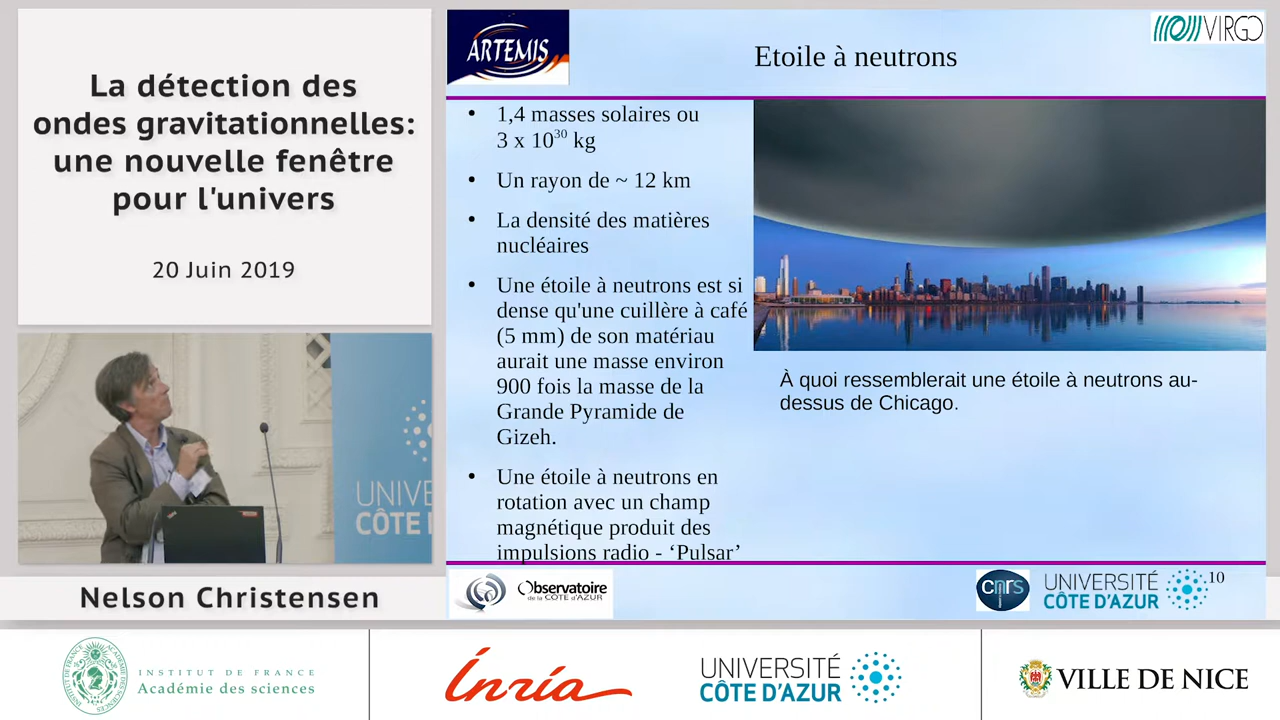 La détection des
ondes gravitationnelles:
une nouvelle fenêtre
pour l'univers
20 Juin 2019
UNIVE
CÔTE D
Nelson Christensen
ARTEMIS
Etoile à neutrons
VIRGO
• 1,4 masses solaires ou
3 x 10³⁰ kg
• Un rayon de ~ 12 km
• La densité des matières
nucléaires
• Une étoile à neutrons est si
dense qu'une cuillère à café
(5 mm) de son matériau
aurait une masse environ
900 fois la masse de la
Grande Pyramide de
Gizeh.
• Une étoile à neutrons en
rotation avec un champ
magnétique produit des
impulsions radio - ‘Pulsar’
À quoi ressemblerait une étoile à neutrons au-
dessus de Chicago.
Observatoire
de la CÔTE d'AZUR
cnrs
UNIVERSITÉ
CÔTE D'AZUR
10
INSTITUT DE FRANCE
Académie des sciences
Inria
UNIVERSITÉ
CÔTE D'AZUR
VILLE DE NICE